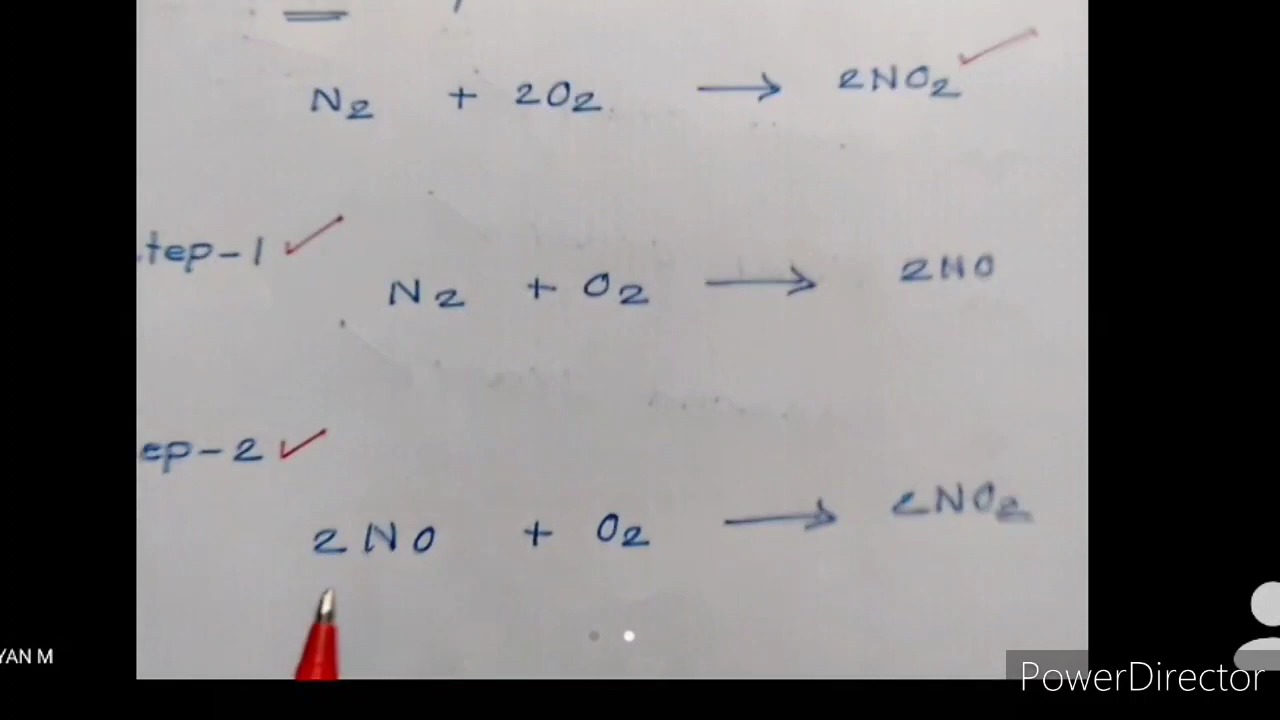 N2 + 2O2 → 2NO2
tep-1
N2 + O2 → 2NO
ep-2
2NO + O2 → 2NO2
YAN M
PowerDirector